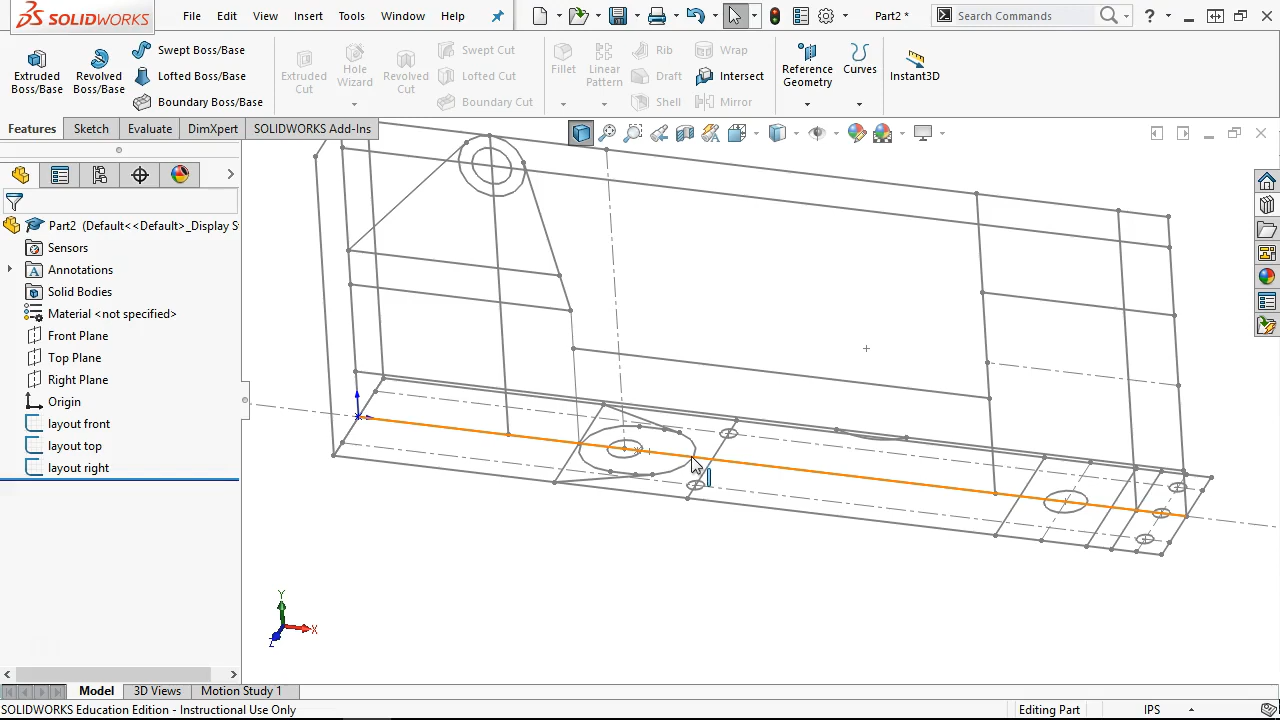 SOLIDWORKS File Edit View Insert Tools Window Help Part2 * Search Commands ?
Extruded Boss/Base Revolved Boss/Base Swept Boss/Base Lofted Boss/Base Boundary Boss/Base Extruded Cut Hole Wizard Revolved Cut Swept Cut Lofted Cut Boundary Cut Fillet Linear Pattern Rib Draft Shell Wrap Intersect Mirror Reference Geometry Curves Instant3D
Features Sketch Evaluate DimXpert SOLIDWORKS Add-Ins
Part2 (Default<<Default>_Display S
Sensors
Annotations
Solid Bodies
Material <not specified>
Front Plane
Top Plane
Right Plane
Origin
layout front
layout top
layout right
Y
X
Z
Model 3D Views Motion Study 1
SOLIDWORKS Education Edition - Instructional Use Only Editing Part IPS